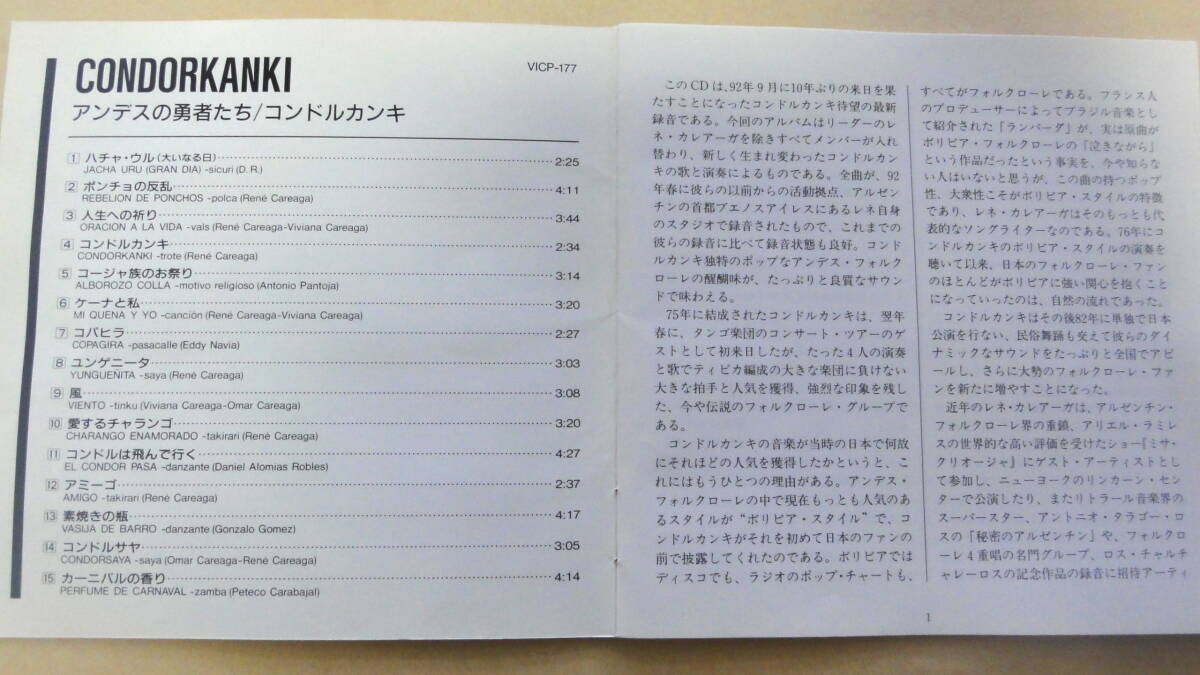 CONDORKANKI
VICP-177
アンデスの勇者たち/コンドルカンキ
1 ハチャ・ウル(大いなる日)……2:25
JACHA URU (GRAN DIA) -sicuri (D.R.)
2 ポンチョの反乱……4:11
REBELION DE PONCHOS -polca (René Careaga)
3 人生への祈り……3:44
ORACION A LA VIDA -vals (René Careaga-Viviana Careaga)
4 コンドルカンキ……2:34
CONDORKANKI -trote (René Careaga)
5 コージャ族のお祭り……3:14
ALBOROZO COLLA -motivo religioso (Antonio Pantoja)
6 ケーナと私……3:20
MI QUENA Y YO -canción (René Careaga-Viviana Careaga)
7 コパヒラ……2:27
COPAGIRA -pasacalle (Eddy Navia)
8 ユンゲニータ……3:03
YUNGUEÑITA -saya (René Careaga)
9 風……3:08
VIENTO -tinku (Viviana Careaga-Omar Careaga)
10 愛するチャランゴ……3:20
CHARANGO ENAMORADO -takirari (René Careaga)
11 コンドルは飛んで行く……4:27
EL CONDOR PASA -danzante (Daniel Alomias Robles)
12 アミーゴ……2:37
AMIGO -takirari (René Careaga)
13 素焼きの瓶……4:17
VASIJA DE BARRO -danzante (Gonzalo Gomez)
14 コンドルサヤ……3:05
CONDORSAYA -saya (Omar Careaga-René Careaga)
15 カーニバルの香り……4:14
PERFUME DE CARNAVAL -zamba (Peteco Carabajal)
このCDは、92年9月に10年ぶりの来日を果
たすことになったコンドルカンキ待望の最新
録音である。今回のアルバムはリーダーのレ
ネ・カレアーガを除きすべてメンバーが入れ
替わり、新しく生まれ変わったコンドルカン
キの歌と演奏によるものである。全曲が、92
年春に彼らの以前からの活動拠点、アルゼン
チンの首都ブエノスアイレスにあるレネ自身
のスタジオで録音されたもので、これまでの
彼らの録音に比べて録音状態も良好。コンド
ルカンキ独特のポップなアンデス・フォルク
ローレの醍醐味が、たっぷりと良質なサウン
ドで味わえる。
75年に結成されたコンドルカンキは、翌年
春に、タンゴ楽団のコンサート・ツアーのゲ
ストとして初来日したが、たった4人の演奏
と歌でティピカ編成の大きな楽団に負けない
大きな拍手と人気を獲得、強烈な印象を残し
た、今や伝説のフォルクローレ・グループで
ある。
コンドルカンキの音楽が当時の日本で何故
にそれほどの人気を獲得したかというと、こ
れにはもうひとつの理由がある。アンデス・
フォルクローレの中で現在もっとも人気のあ
るスタイルが“ボリビア・スタイル”で、コ
ンドルカンキがそれを初めて日本のファンの
前で披露してくれたのである。ボリビアでは
ディスコでも、ラジオのポップ・チャートも、
すべてがフォルクローレである。フランス人
のプロデューサーによってブラジル音楽とし
て紹介された「ランバーダ」が、実は原曲が
ボリビア・フォルクローレの『泣きながら』
という作品だったという事実を、今や知らな
い人はいないと思うが、この曲の持つポップ
性、大衆性こそがボリビア・スタイルの特徴
であり、レネ・カレアーガはそのもっとも代
表的なソングライターなのである。76年にコ
ンドルカンキのボリビア・スタイルの演奏を
聴いて以来、日本のフォルクローレ・ファン
のほとんどがボリビアに強い関心を抱くこと
になっていったのは、自然の流れであった。
コンドルカンキはその後82年に単独で日本
公演を行ない、民俗舞踊も交えて彼らのダイ
ナミックなサウンドをたっぷりと全国でアピ
ールし、さらに大勢のフォルクローレ・ファ
ンを新たに増やすことになった。
近年のレネ・カレアーガは、アルゼンチン・
フォルクローレ界の重鎮、アリエル・ラミレ
スの世界的な高い評価を受けたショー『ミサ・
クリオージャ』にゲスト・アーティストとし
て参加し、ニューヨークのリンカーン・セン
ターで公演したり、またリトラール音楽界の
スーパースター、アントニオ・タラゴー・ロ
スの「秘密のアルゼンチン」や、フォルクロ
ーレ4重唱の名門グループ、ロス・チャルチ
ャレーロスの記念作品の録音に招待アーティ
1